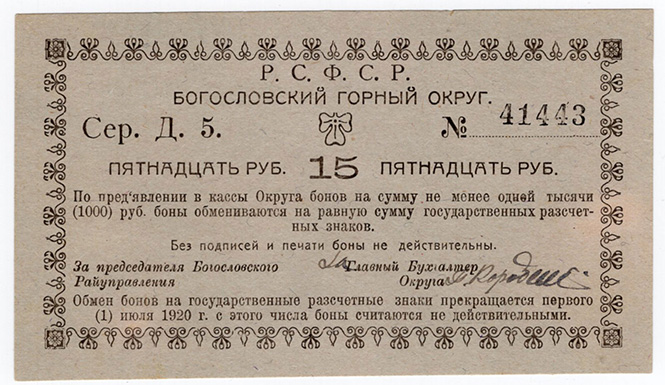 Р. С. Ф. С. Р.
БОГОСЛОВСКИЙ ГОРНЫЙ ОКРУГ.
Сер. Д. 5. № 41443
ПЯТНАДЦАТЬ РУБ. 15 ПЯТНАДЦАТЬ РУБ.
По пред'явлении в кассы Округа бонов на сумму не менее одной тысячи
(1000) руб. боны обмениваются на равную сумму государственных разсчет-
ных знаков.
Без подписей и печати боны не действительны.
За председателя Богословского За Главный Бухгалтер
Райуправления Округа
Обмен бонов на государственные разсчетные знаки прекращается первого
(1) июля 1920 г. с этого числа боны считаются не действительными.